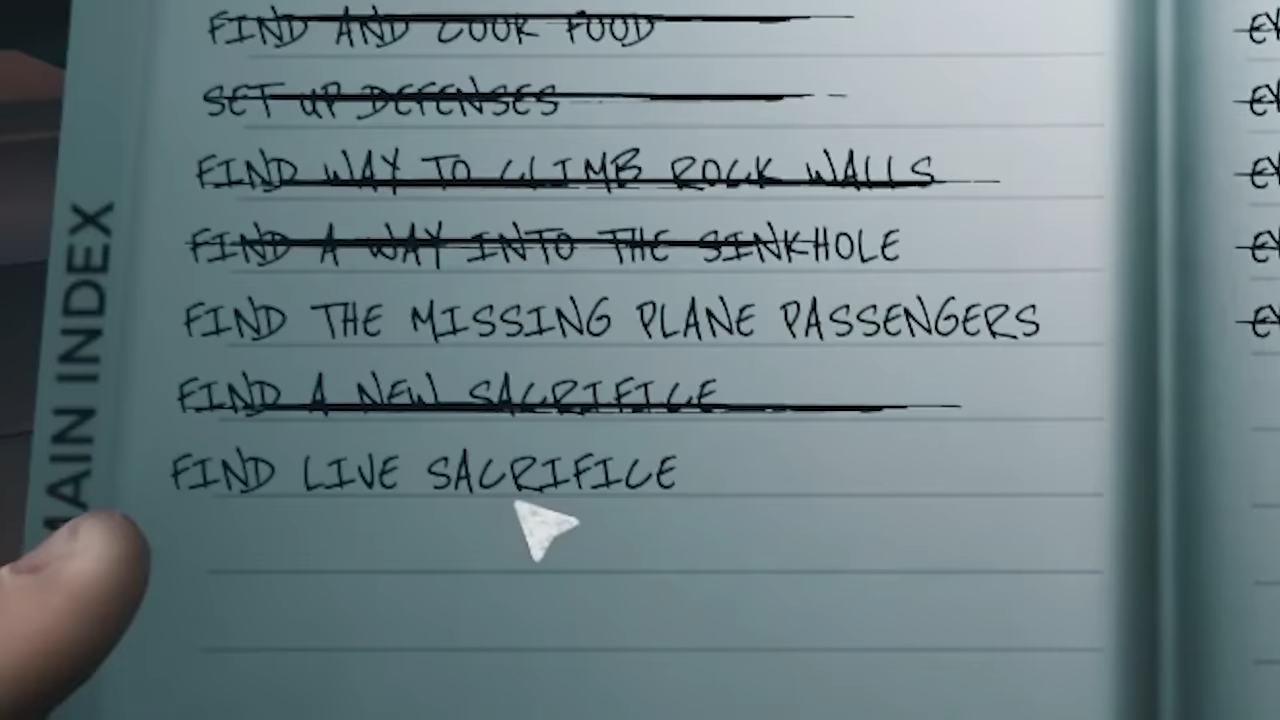 FIND AND COOK FOOD
SET UP DEFENSES
FIND WAY TO CLIMB ROCK WALLS
FIND A WAY INTO THE SINKHOLE
FIND THE MISSING PLANE PASSENGERS
FIND A NEW SACRIFICE
FIND LIVE SACRIFICE
MAIN INDEX